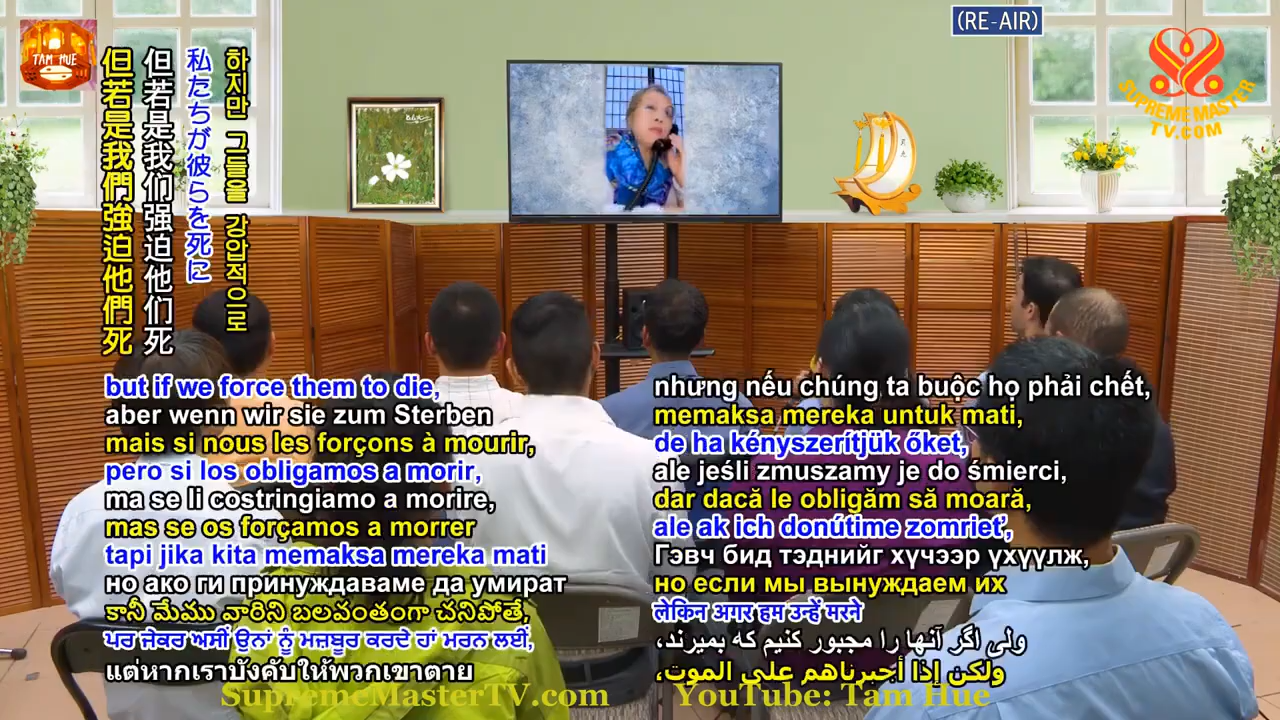 (RE-AIR)
TAM HUE
SUPREME MASTER
TV.COM
但若是我們強迫他們死
但若是我们强迫他们死
私たちが彼らを死に
하지만 그들을 강압적으로
but if we force them to die,
aber wenn wir sie zum Sterben
mais si nous les forçons à mourir,
pero si los obligamos a morir,
ma se li costringiamo a morire,
mas se os forçamos a morrer
tapi jika kita memaksa mereka mati
но ако ги принуждаваме да умират
కానీ మేము వారిని బలవంతంగా చనిపోతే,
ਪਰ ਜੇਕਰ ਅਸੀਂ ਉਨਾਂ ਨੂੰ ਮਜ਼ਬੂਰ ਕਰਦੇ ਹਾਂ ਮਰਨ ਲਈ,
แต่หากเราบังคับให้พวกเขาตาย
nhưng nếu chúng ta buộc họ phải chết,
memaksa mereka untuk mati,
de ha kényszerítjük őket,
ale jeśli zmuszamy je do śmierci,
dar dacă le obligăm să moară,
ale ak ich donútime zomrieť,
Гэвч бид тэднийг хүчээр үхүүлж,
но если мы вынуждаем их
लेकिन अगर हम उन्हें मरने
ولی اگر آنها را مجبور کنیم که بمیرند،
ولكن إذا أجبرناهم على الموت،
SupremeMasterTV.com
YouTube: Tam Hue